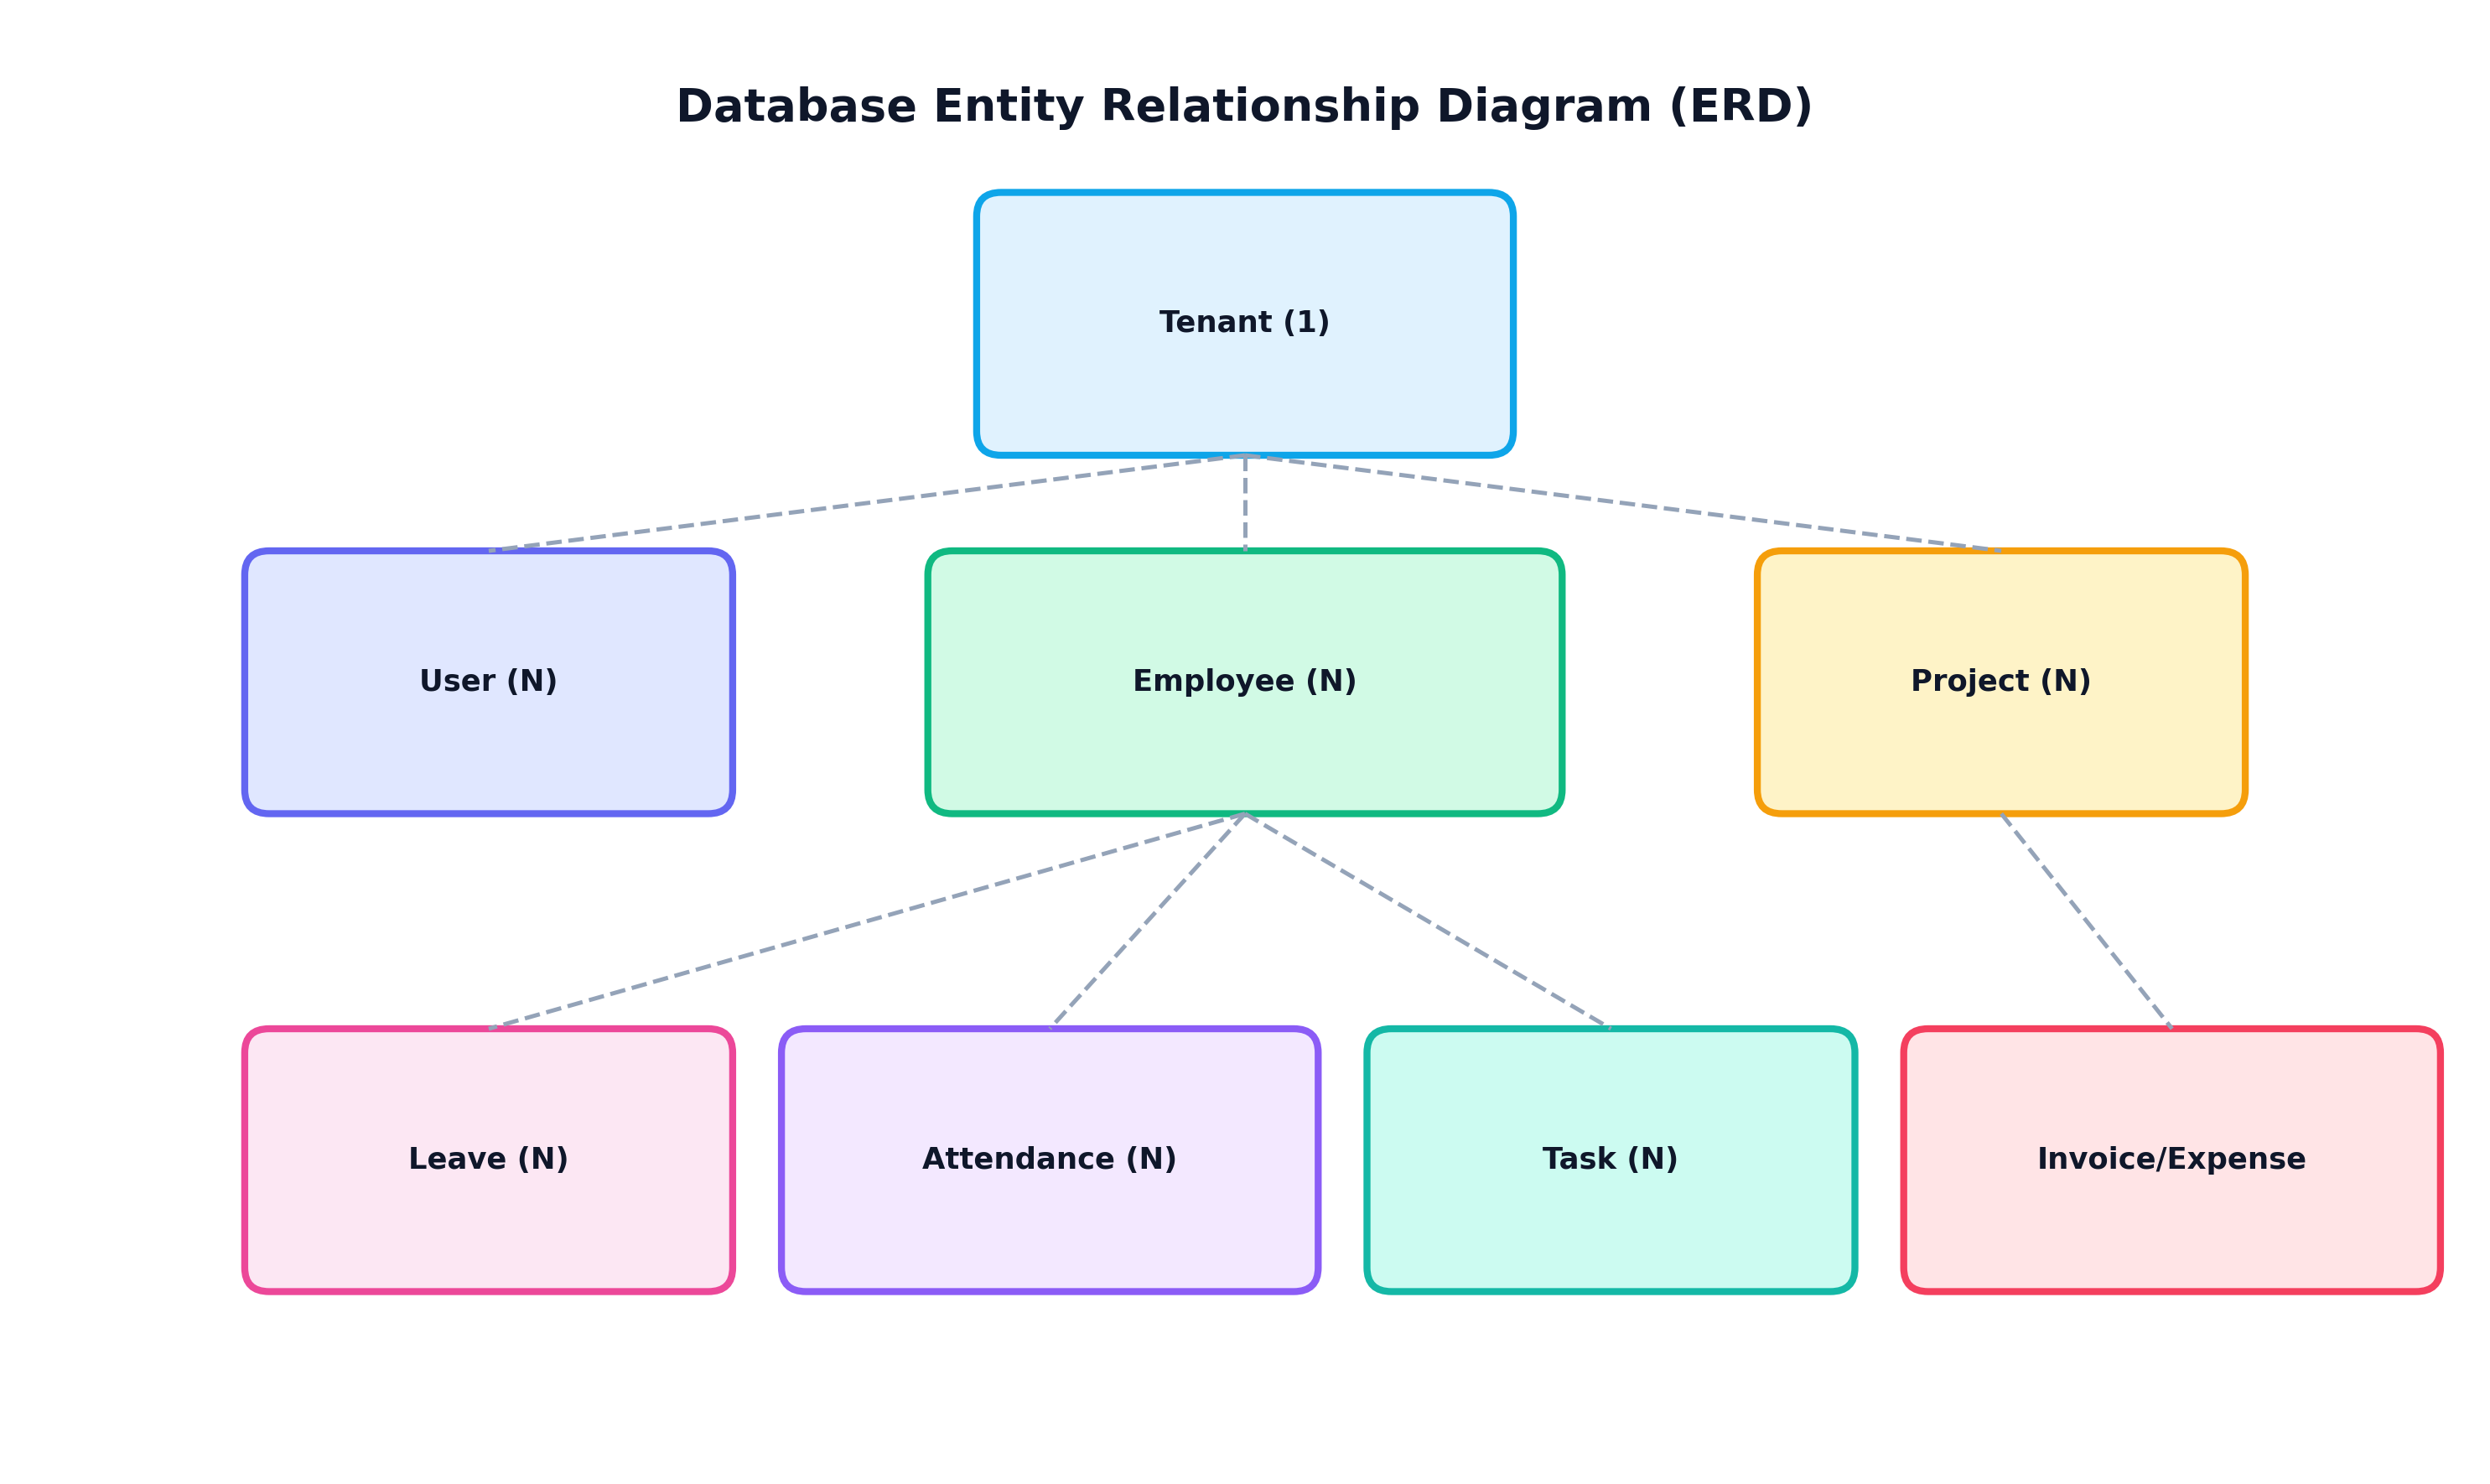 Database Entity Relationship Diagram (ERD)
Tenant (1)
User (N)
Employee (N)
Project (N)
Leave (N)
Attendance (N)
Task (N)
Invoice/Expense